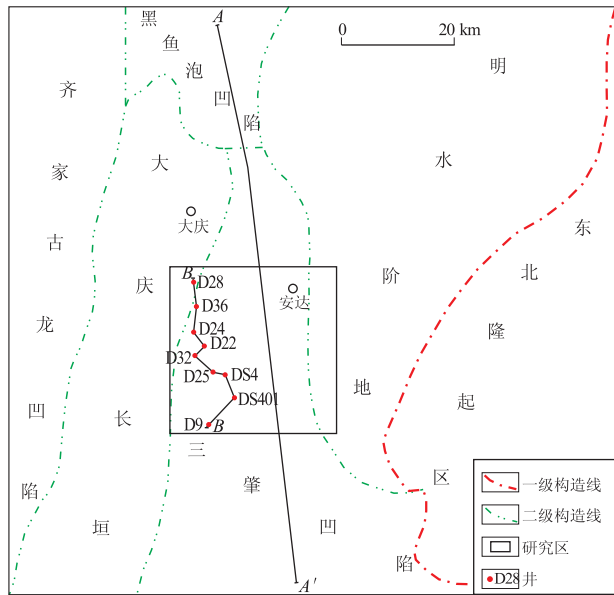 黑鱼泡凹陷
A
0 20 km
明水阶地区
齐家古龙凹陷
大庆长垣
大庆
东北隆起
安达
B
D28
D36
D24
D22
D32
D25
DS4
DS401
D9
B
三肇凹陷
A′
一级构造线
二级构造线
研究区
D28 井